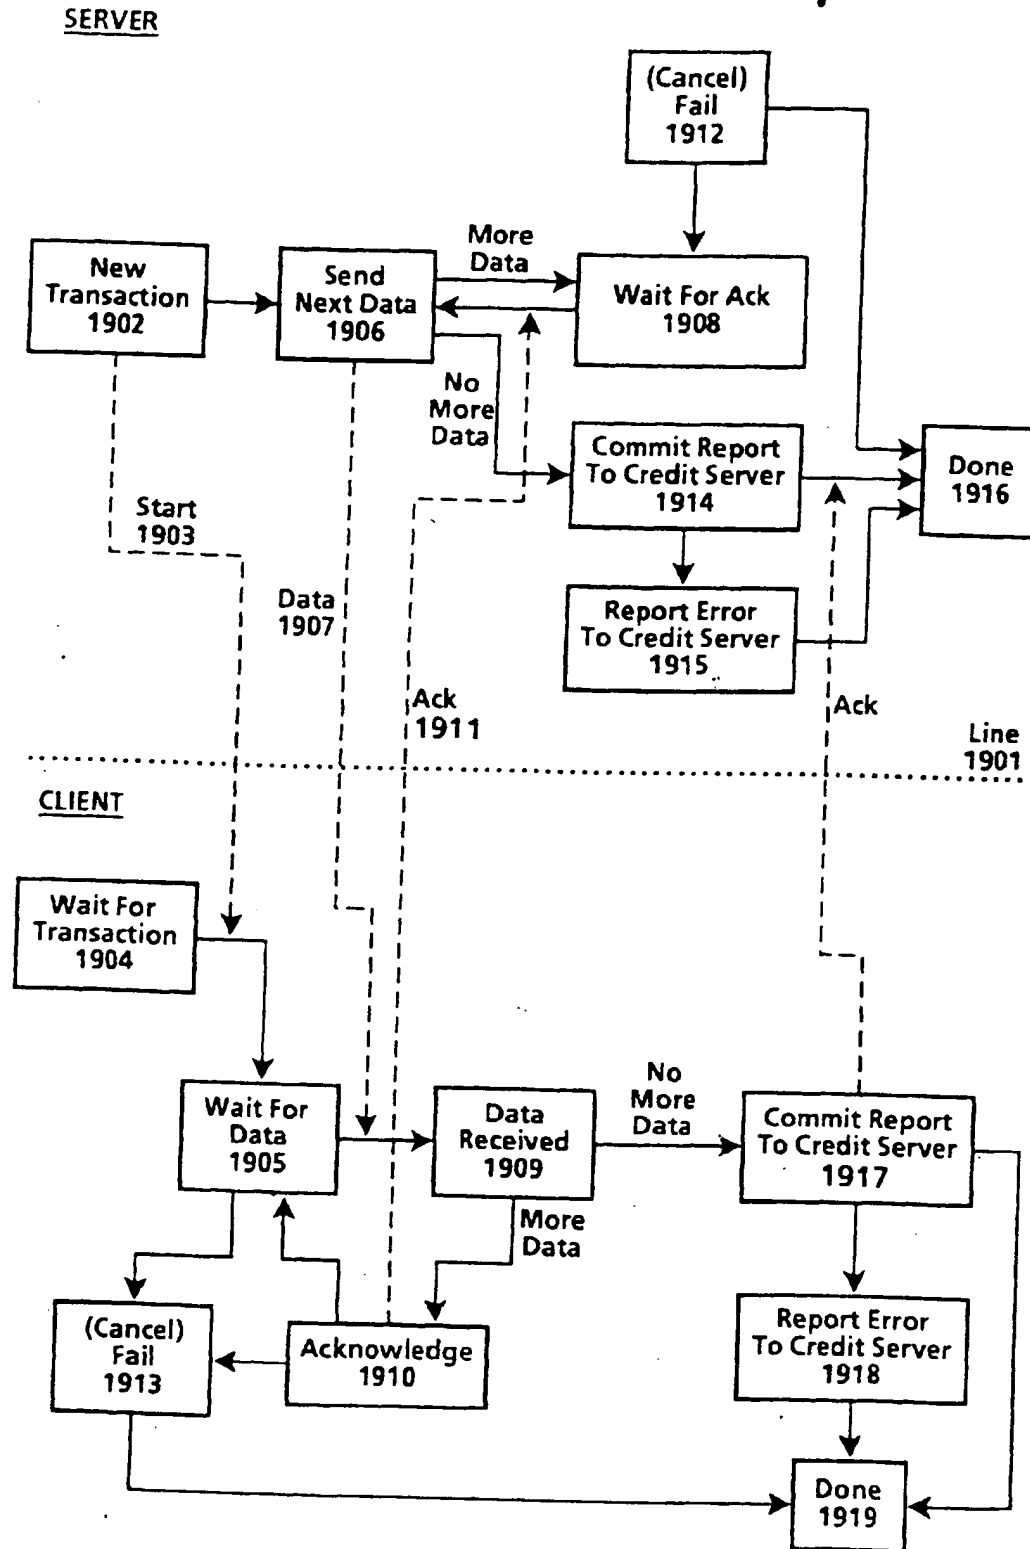 SERVER
(Cancel)
Fail
1912
New
Transaction
1902
Send
Next Data
1906
More
Data
Wait For Ack
1908
No
More
Data
Commit Report
To Credit Server
1914
Done
1916
Start
1903
Data
1907
Report Error
To Credit Server
1915
Ack
1911
Ack
Line
1901
CLIENT
Wait For
Transaction
1904
Wait For
Data
1905
Data
Received
1909
No
More
Data
Commit Report
To Credit Server
1917
More
Data
(Cancel)
Fail
1913
Acknowledge
1910
Report Error
To Credit Server
1918
Done
1919